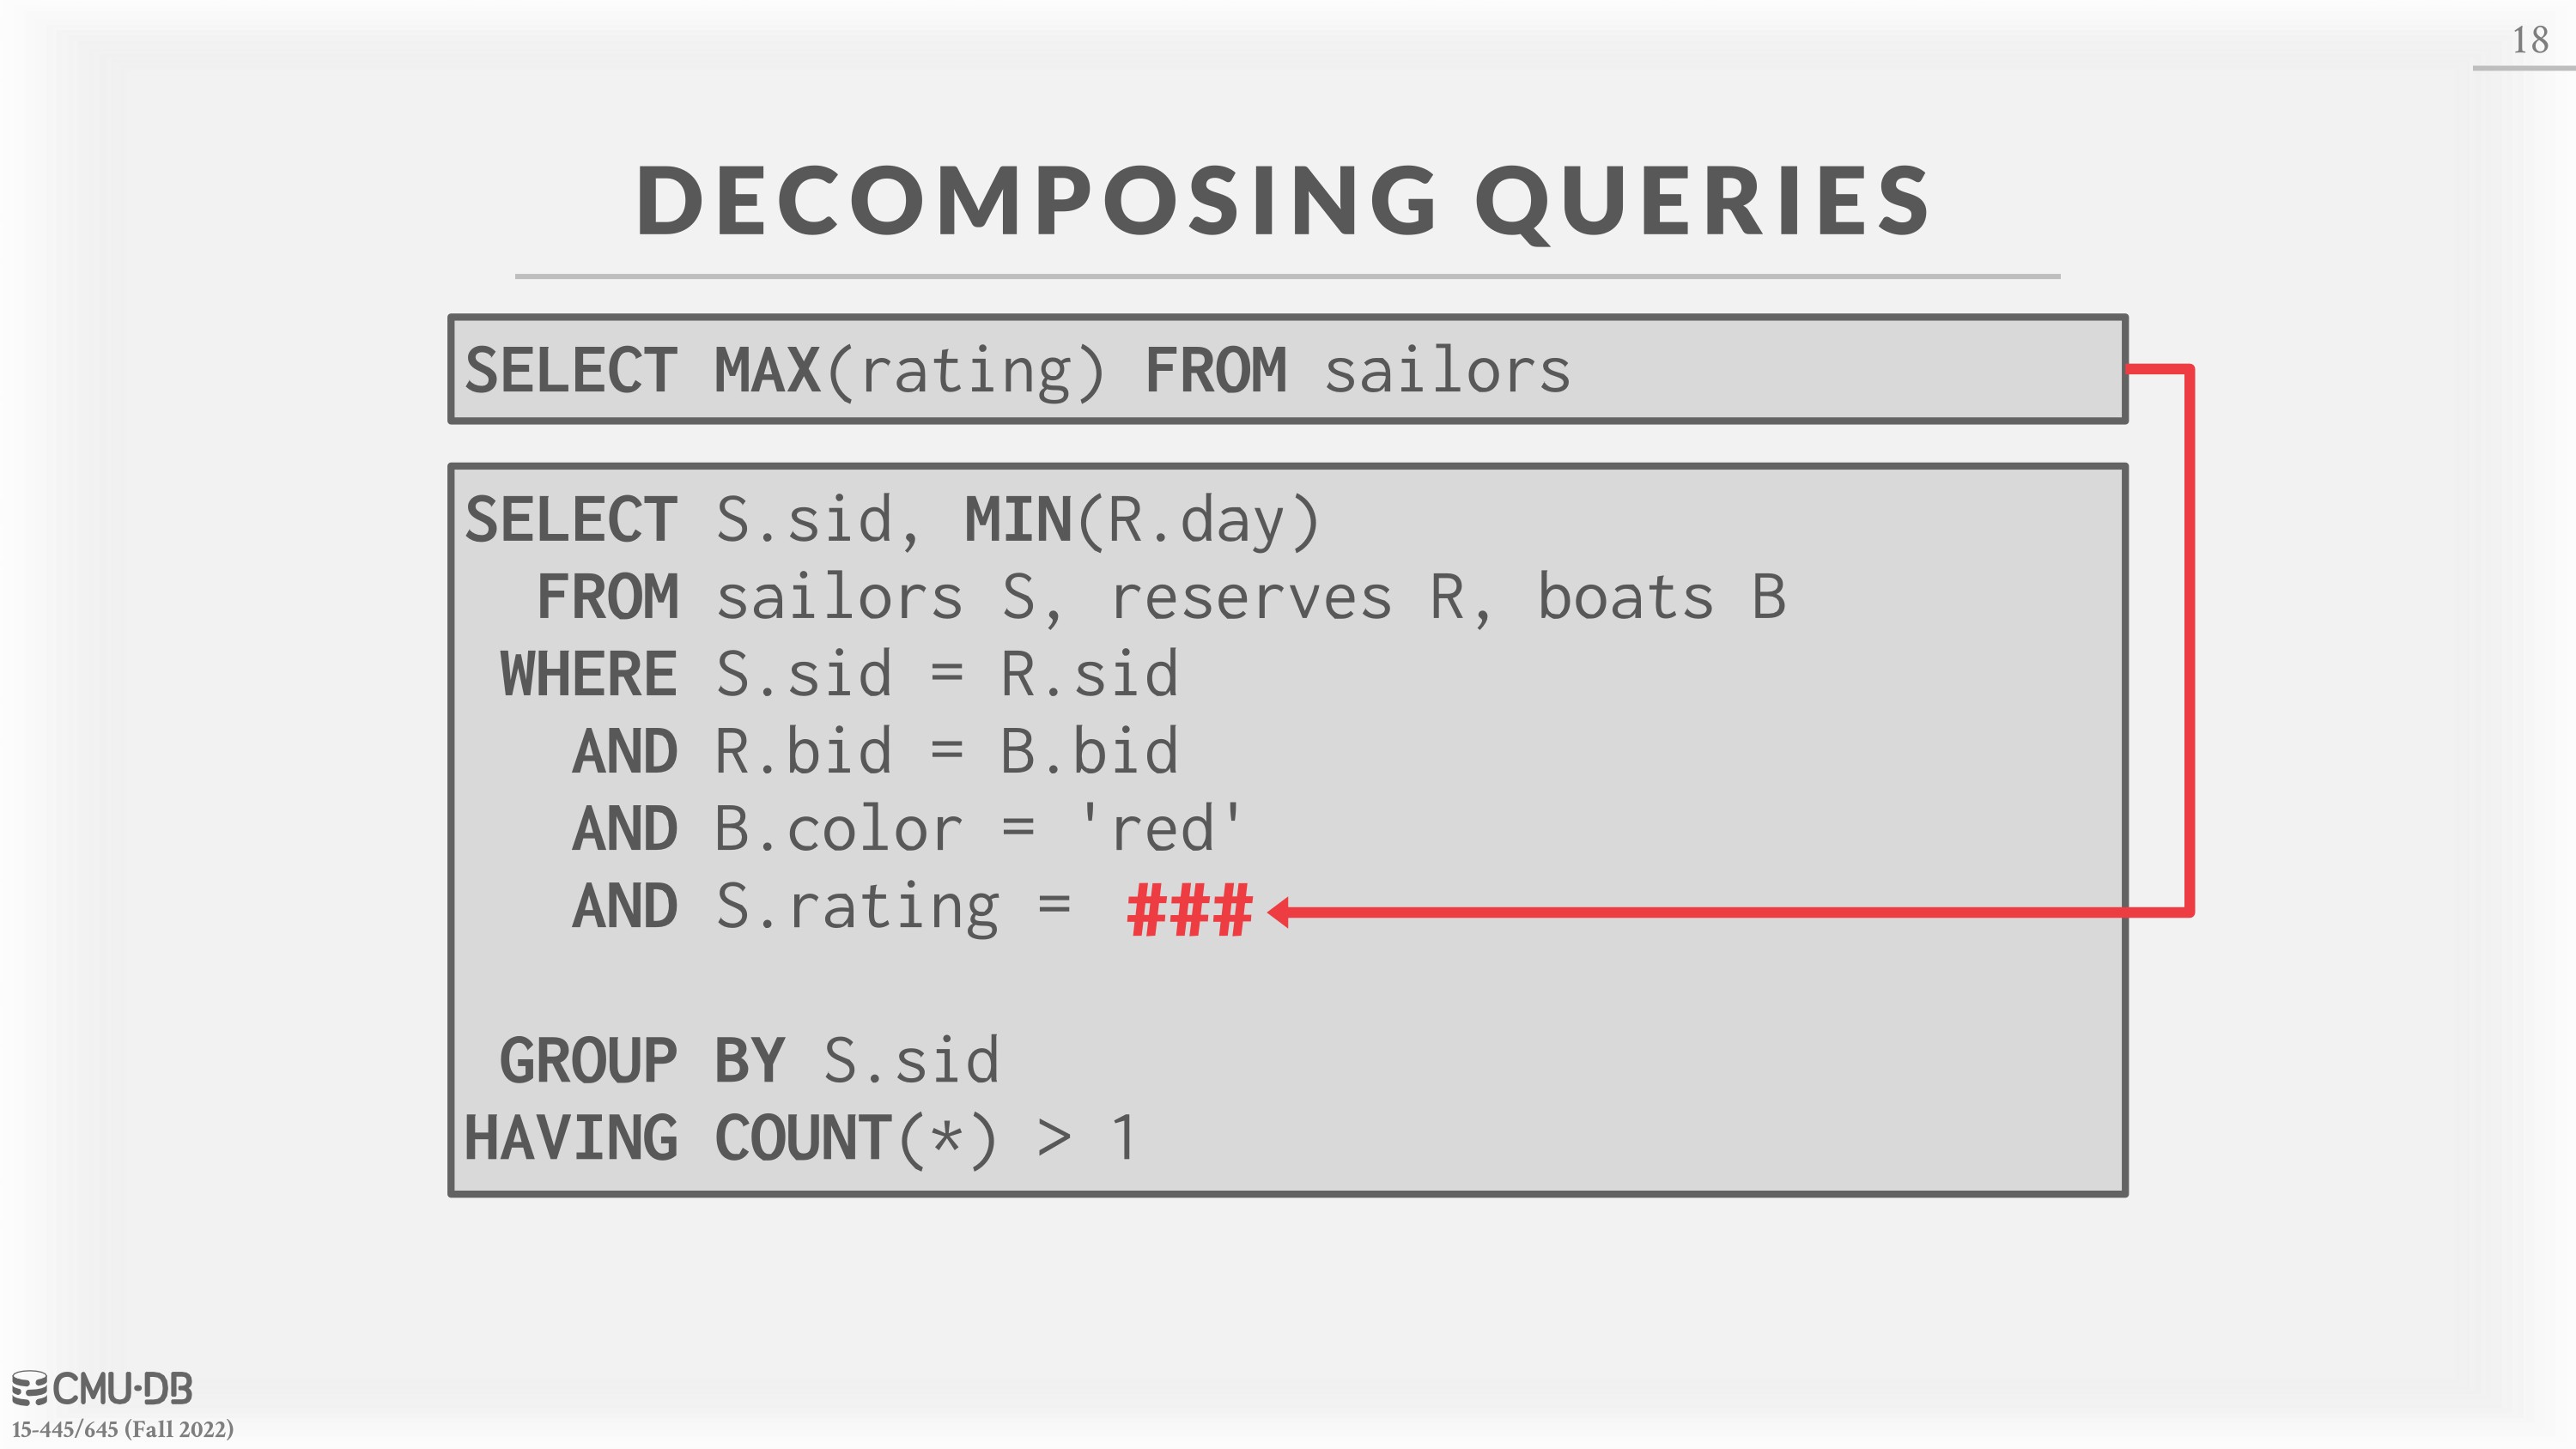 18
DECOMPOSING QUERIES
SELECT MAX(rating) FROM sailors
SELECT S.sid, MIN(R.day)
FROM sailors S, reserves R, boats B
WHERE S.sid = R.sid
AND R.bid = B.bid
AND B.color = 'red'
AND S.rating = ###
GROUP BY S.sid
HAVING COUNT(*) > 1
CMU·DB
15-445/645 (Fall 2022)